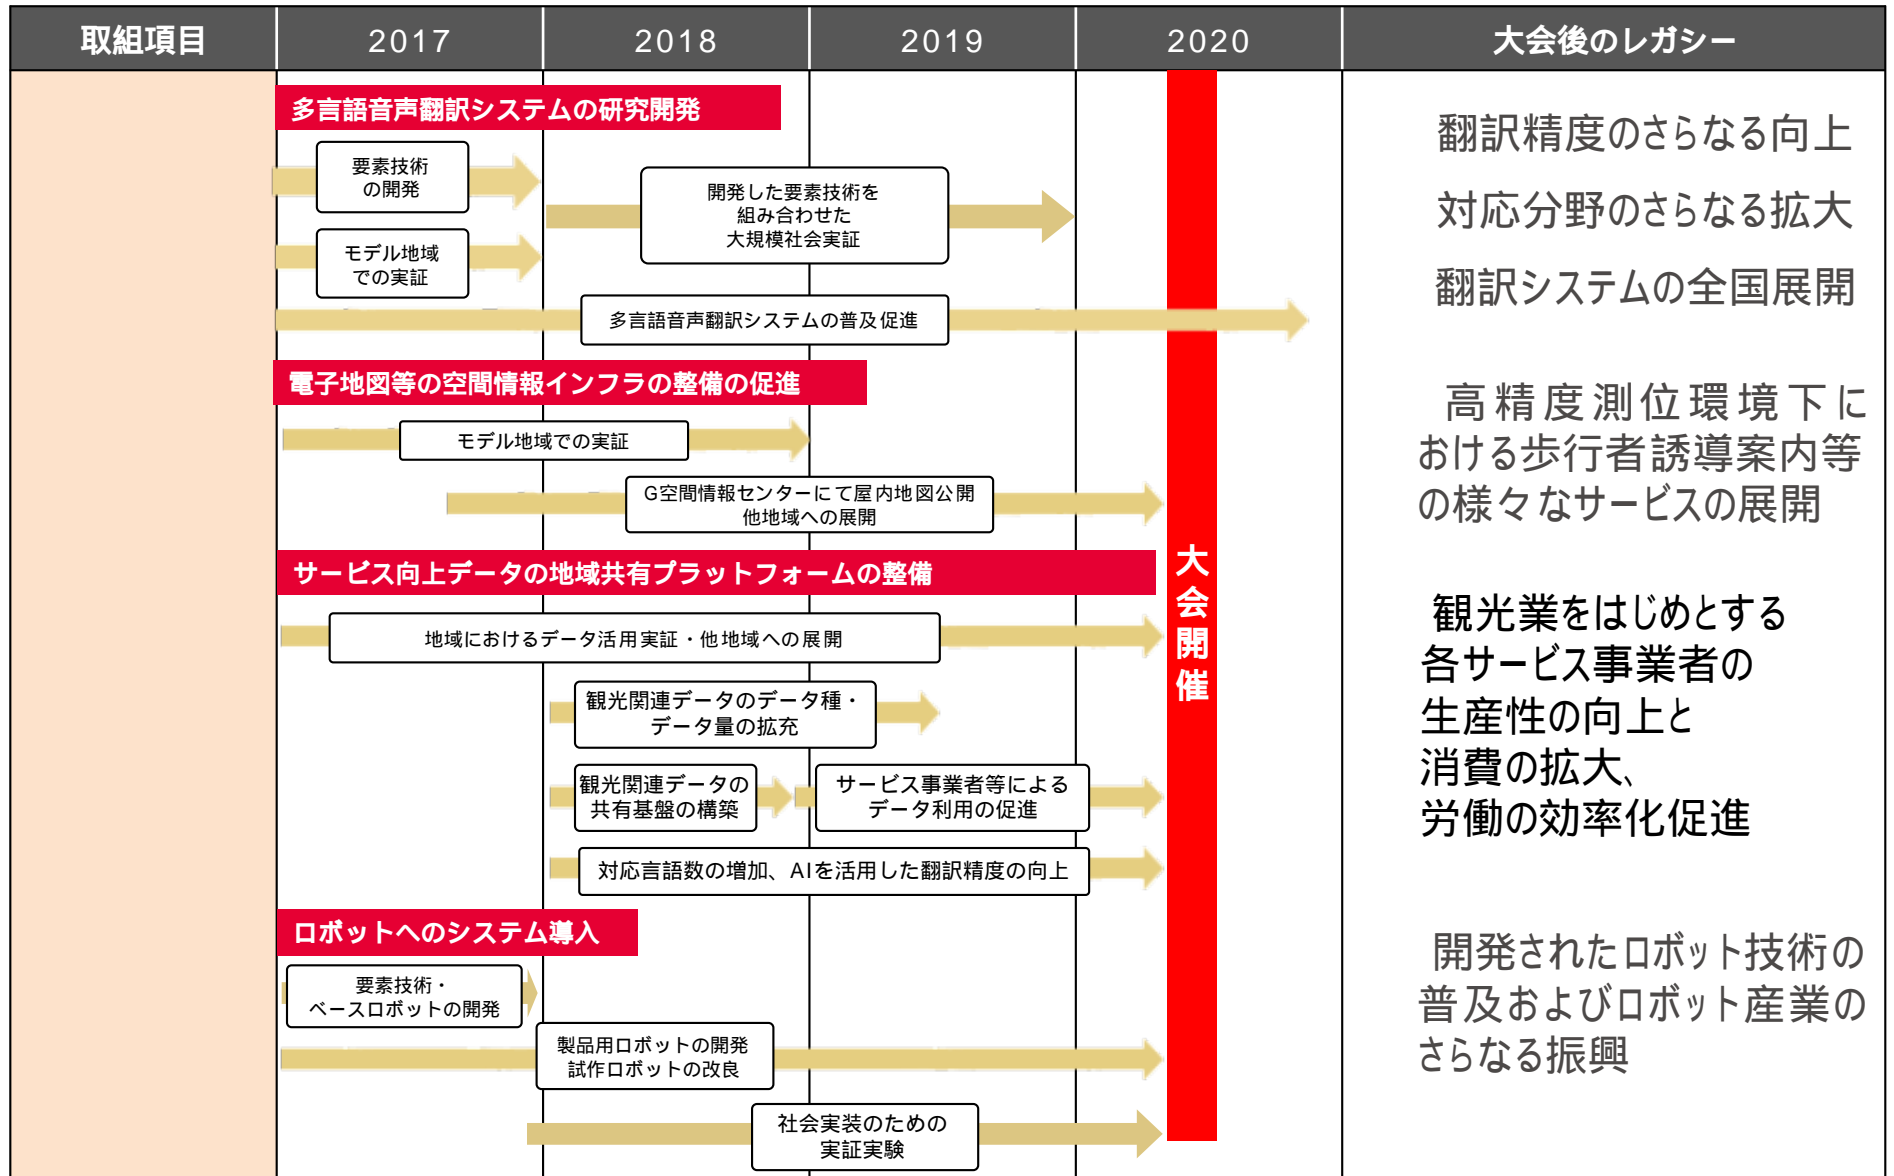 取組項目
2017
2018
2019
2020
大会後のレガシー
多言語音声翻訳システムの研究開発
要素技術
の開発
開発した要素技術を
組み合わせた
大規模社会実証
モデル地域
での実証
多言語音声翻訳システムの普及促進
翻訳精度のさらなる向上
対応分野のさらなる拡大
翻訳システムの全国展開
電子地図等の空間情報インフラの整備の促進
モデル地域での実証
G空間情報センターにて屋内地図公開
他地域への展開
高精度測位環境下に
おける歩行者誘導案内等
の様々なサービスの展開
サービス向上データの地域共有プラットフォームの整備
地域におけるデータ活用実証・他地域への展開
観光関連データのデータ種・
データ量の拡充
観光関連データの
共有基盤の構築
サービス事業者等による
データ利用の促進
対応言語数の増加、AIを活用した翻訳精度の向上
大会開催
観光業をはじめとする
各サービス事業者の
生産性の向上と
消費の拡大、
労働の効率化促進
ロボットへのシステム導入
要素技術・
ベースロボットの開発
製品用ロボットの開発
試作ロボットの改良
社会実装のための
実証実験
開発されたロボット技術の
普及およびロボット産業の
さらなる振興